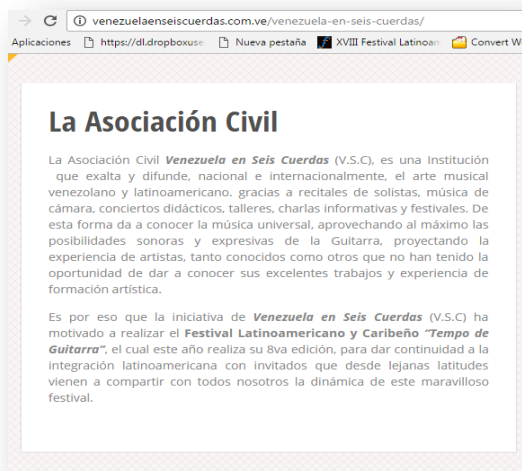 venezuelaenseiscuerdas.com.ve/venezuela-en-seis-cuerdas/
Aplicaciones https://dl.dropboxuse Nueva pestaña XVIII Festival Latinoam Convert W
La Asociación Civil
La Asociación Civil Venezuela en Seis Cuerdas (V.S.C), es una Institución
que exalta y difunde, nacional e internacionalmente, el arte musical
venezolano y latinoamericano. gracias a recitales de solistas, música de
cámara, conciertos didácticos, talleres, charlas informativas y festivales. De
esta forma da a conocer la música universal, aprovechando al máximo las
posibilidades sonoras y expresivas de la Guitarra, proyectando la
experiencia de artistas, tanto conocidos como otros que no han tenido la
oportunidad de dar a conocer sus excelentes trabajos y experiencia de
formación artística.
Es por eso que la iniciativa de Venezuela en Seis Cuerdas (V.S.C) ha
motivado a realizar el Festival Latinoamericano y Caribeño “Tempo de
Guitarra”, el cual este año realiza su 8va edición, para dar continuidad a la
integración latinoamericana con invitados que desde lejanas latitudes
vienen a compartir con todos nosotros la dinámica de este maravilloso
festival.